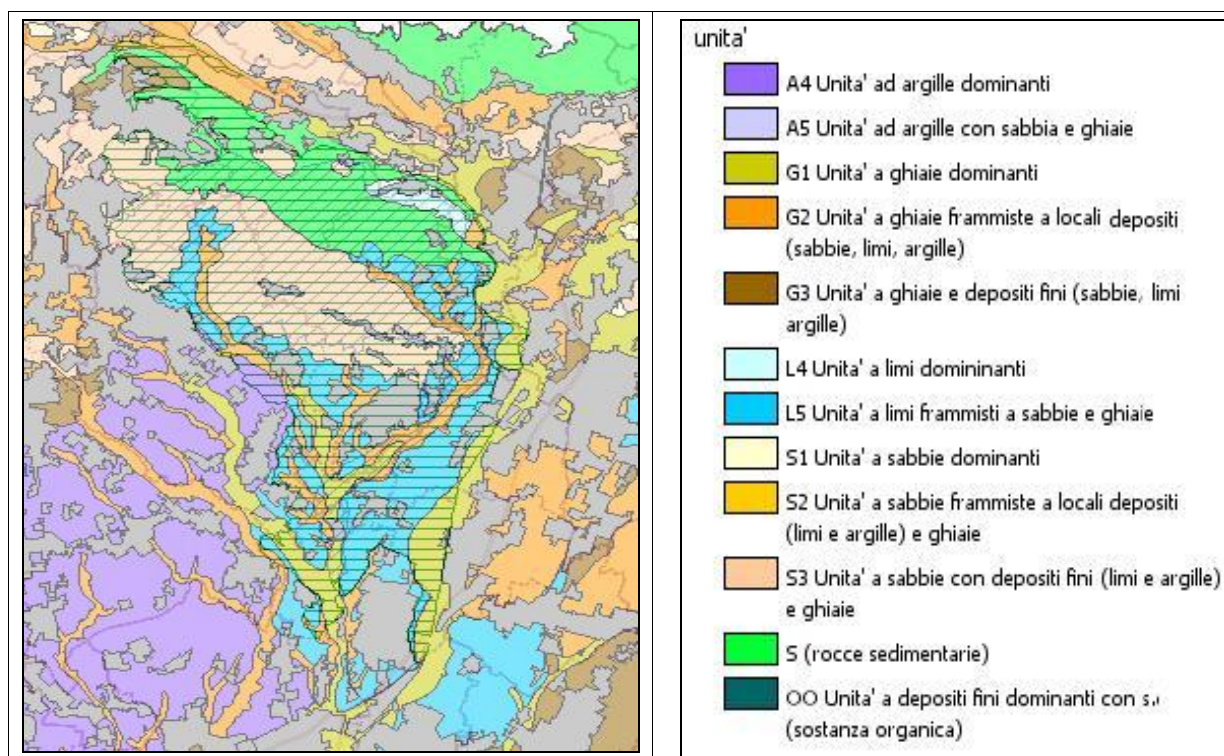 unita'
A4 Unita' ad argille dominanti
A5 Unita' ad argille con sabbia e ghiaie
G1 Unita' a ghiaie dominanti
G2 Unita' a ghiaie frammiste a locali depositi
(sabbie, limi, argille)
G3 Unita' a ghiaie e depositi fini (sabbie, limi
argille)
L4 Unita' a limi domininanti
L5 Unita' a limi frammisti a sabbie e ghiaie
S1 Unita' a sabbie dominanti
S2 Unita' a sabbie frammiste a locali depositi
(limi e argille) e ghiaie
S3 Unita' a sabbie con depositi fini (limi e argille)
e ghiaie
S (rocce sedimentarie)
OO Unita' a depositi fini dominanti con s.
(sostanza organica)